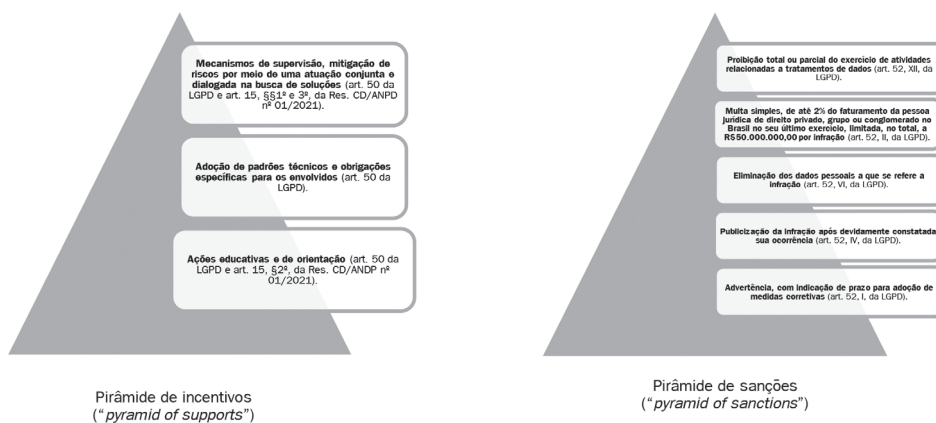 Mecanismos de supervisão, mitigação de
riscos por meio de uma atuação conjunta e
dialogada na busca de soluções (art. 50 da
LGPD e art. 15, §§1º e 3º, da Res. CD/ANPD
nº 01/2021).
Adoção de padrões técnicos e obrigações
específicas para os envolvidos (art. 50 da
LGPD).
Ações educativas e de orientação (art. 50 da
LGPD e art. 15, §2º, da Res. CD/ANDP nº
01/2021).
Pirâmide de incentivos
("pyramid of supports")
Proibição total ou parcial do exercício de atividades
relacionadas a tratamentos de dados (art. 52, XII, da
LGPD).
Multa simples, de até 2% do faturamento da pessoa
jurídica de direito privado, grupo ou conglomerado no
Brasil no seu último exercício, limitada, no total, a
R$50.000.000,00 por infração (art. 52, II, da LGPD).
Eliminação dos dados pessoais a que se refere a
infração (art. 52, VI, da LGPD).
Publicização da infração após devidamente constatada
sua ocorrência (art. 52, IV, da LGPD).
Advertência, com indicação de prazo para adoção de
medidas corretivas (art. 52, I, da LGPD).
Pirâmide de sanções
("pyramid of sanctions")